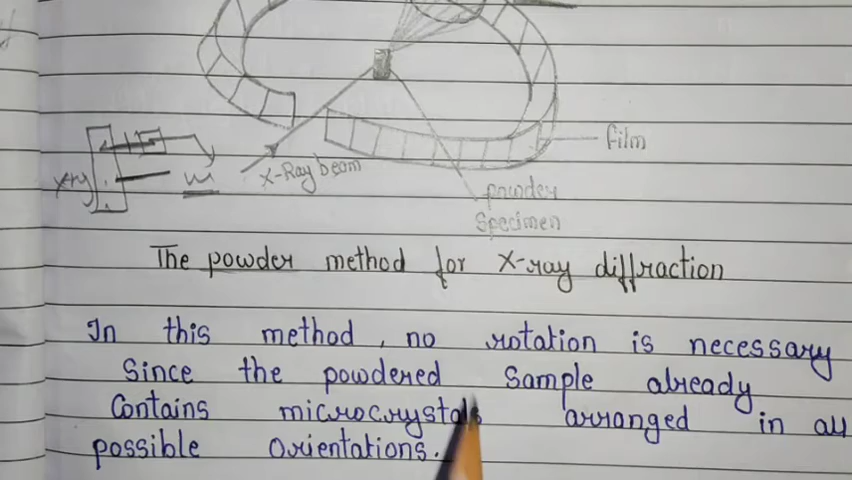 film
X-Ray beam
powder
specimen
The powder method for X-ray diffraction
In this method, no rotation is necessary
Since the powdered Sample already
Contains microcrystals arranged in all
possible Orientations.